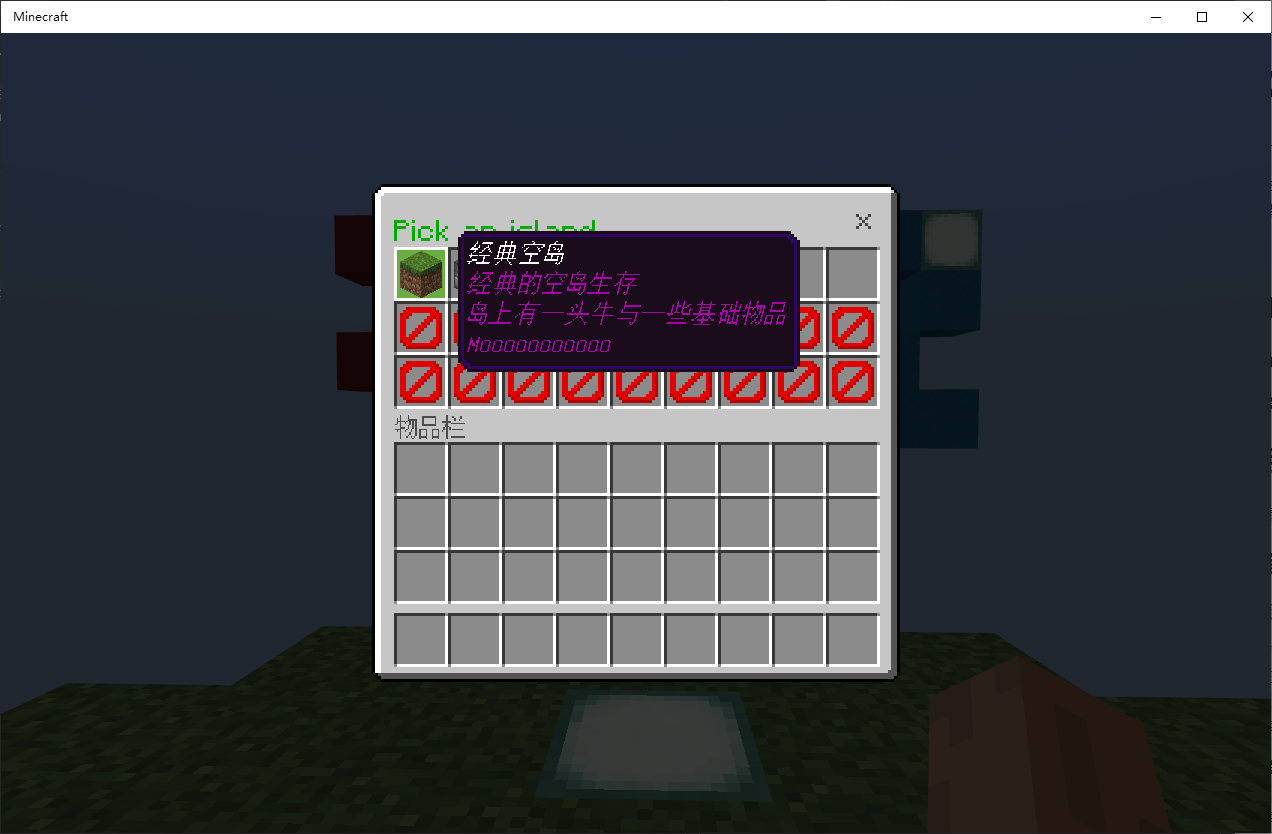 Minecraft
Pick an island
经典空岛
经典的空岛生存
岛上有一头牛与一些基础物品
Mooooooooooo
物品栏